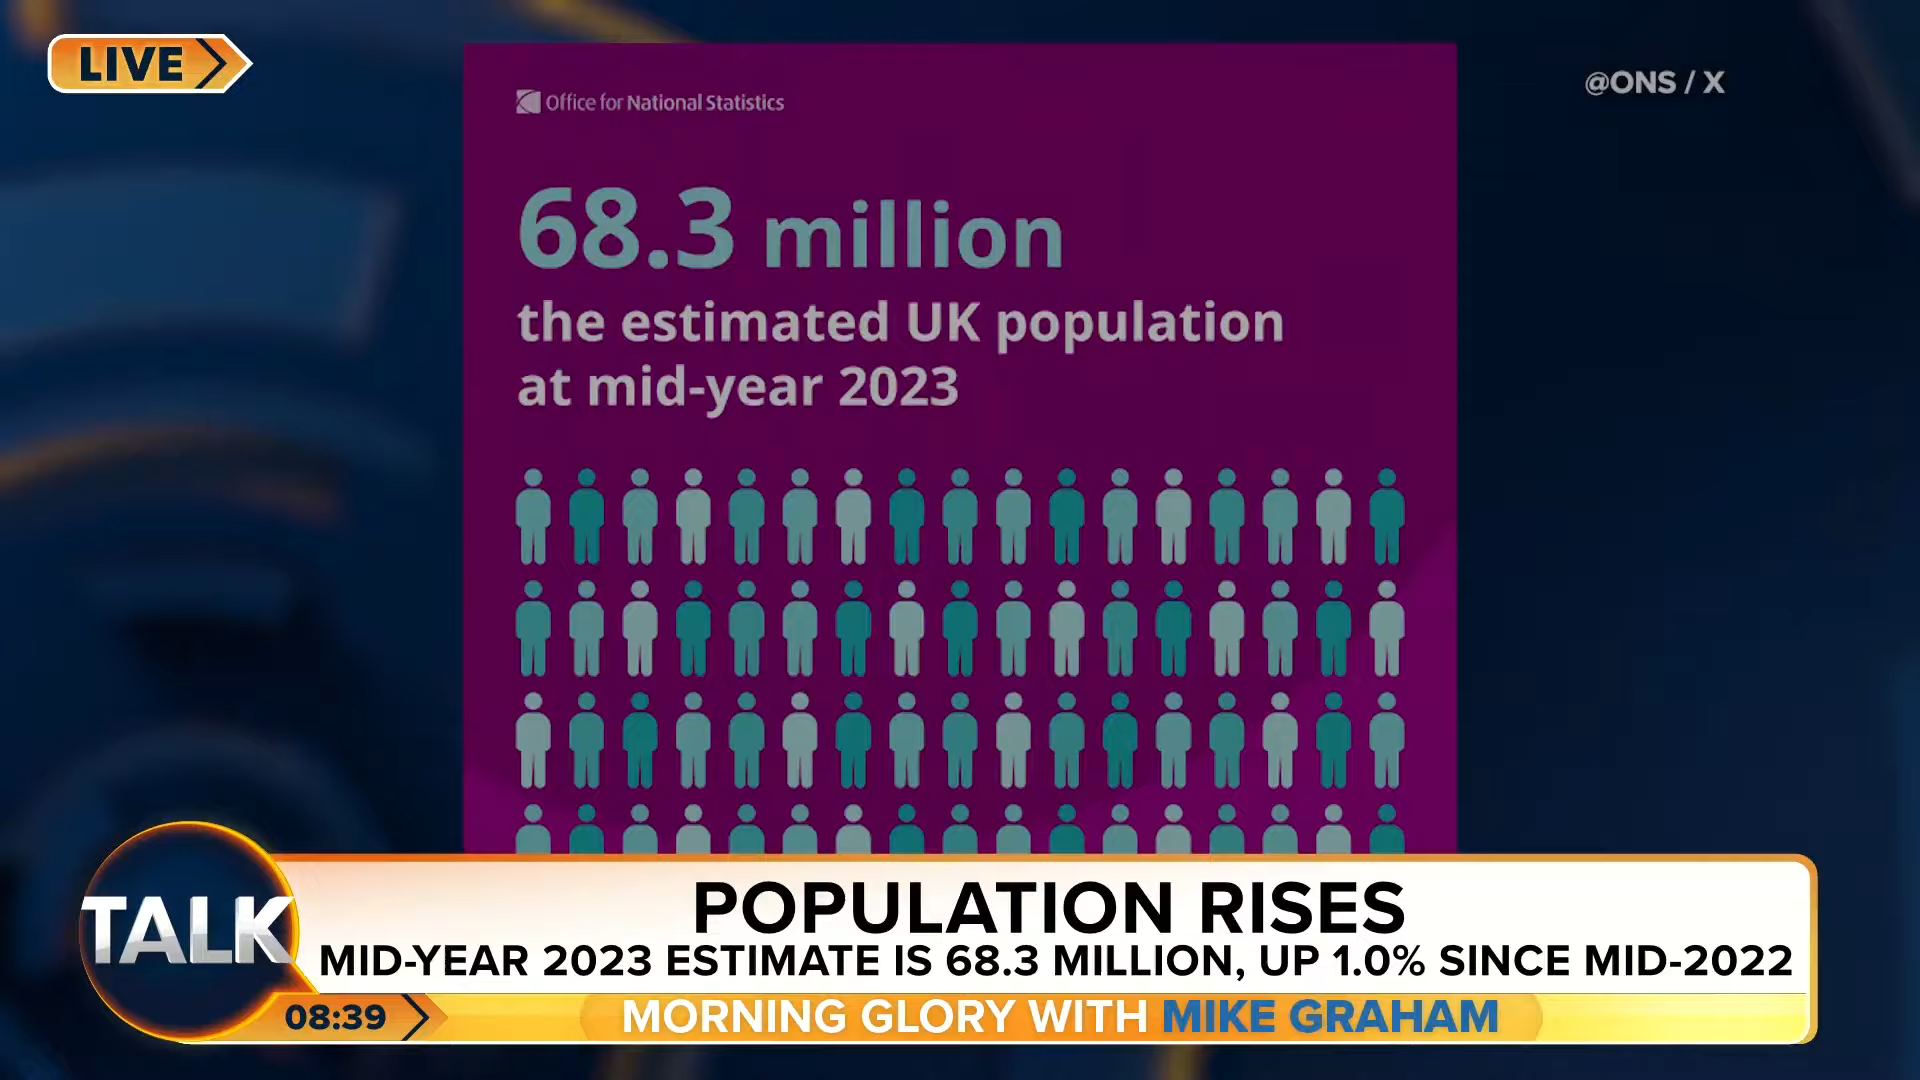 LIVE
@ONS / X
Office for National Statistics
68.3 million
the estimated UK population
at mid-year 2023
TALK
POPULATION RISES
MID-YEAR 2023 ESTIMATE IS 68.3 MILLION, UP 1.0% SINCE MID-2022
08:39
MORNING GLORY WITH MIKE GRAHAM